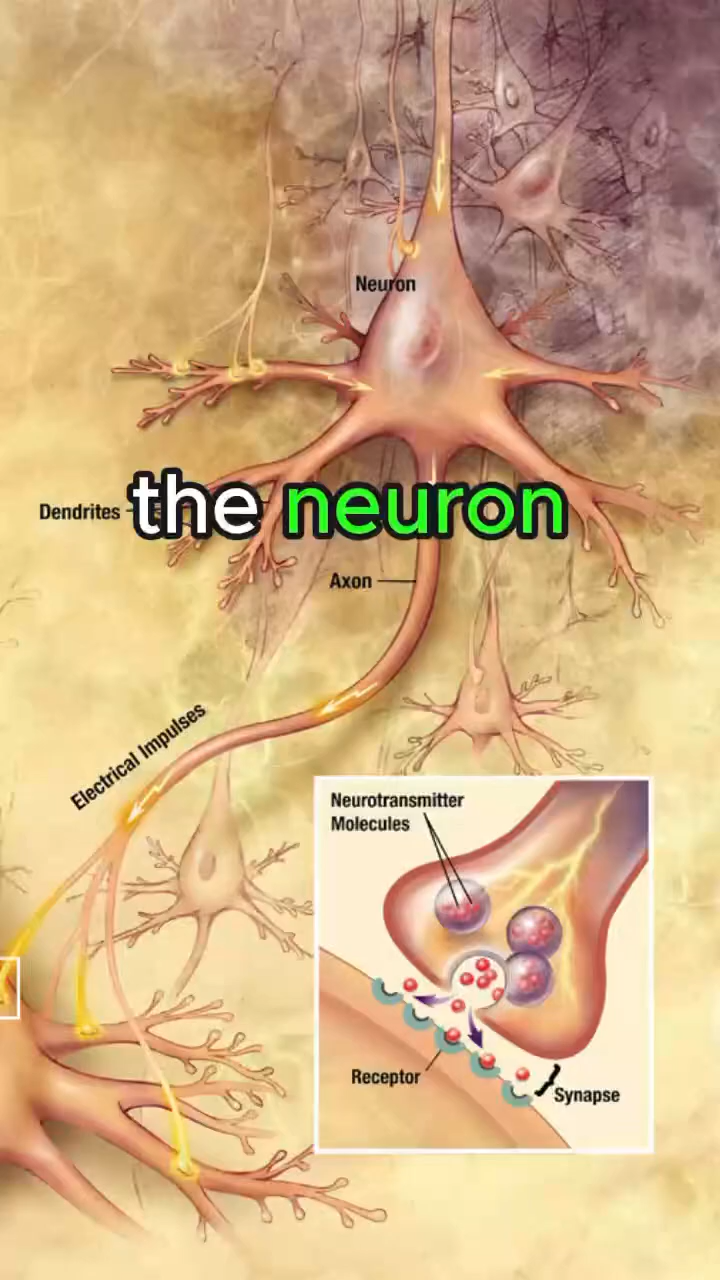 Neuron
Dendrites
the neuron
Axon
Electrical Impulses
Neurotransmitter
Molecules
Receptor
Synapse